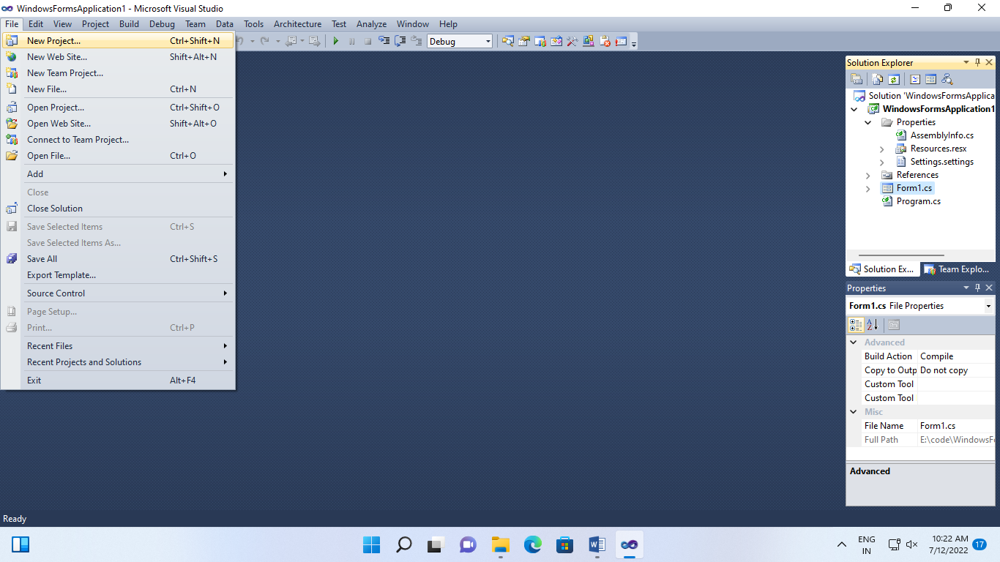 WindowsFormsApplication1 - Microsoft Visual Studio
File Edit View Project Build Debug Team Data Tools Architecture Test Analyze Window Help
Debug
New Project... Ctrl+Shift+N
New Web Site... Shift+Alt+N
New Team Project...
New File... Ctrl+N
Open Project... Ctrl+Shift+O
Open Web Site... Shift+Alt+O
Connect to Team Project...
Open File... Ctrl+O
Add
Close
Close Solution
Save Selected Items Ctrl+S
Save Selected Items As...
Save All Ctrl+Shift+S
Export Template...
Source Control
Page Setup...
Print... Ctrl+P
Recent Files
Recent Projects and Solutions
Exit Alt+F4
Solution Explorer
Solution 'WindowsFormsApplica
WindowsFormsApplication1
Properties
AssemblyInfo.cs
Resources.resx
Settings.settings
References
Form1.cs
Program.cs
Solution Ex... Team Explo...
Properties
Form1.cs File Properties
Advanced
Build Action Compile
Copy to Outp Do not copy
Custom Tool
Custom Tool
Misc
File Name Form1.cs
Full Path E:\code\WindowsFo
Advanced
Ready
ENG
IN
10:22 AM
7/12/2022
17